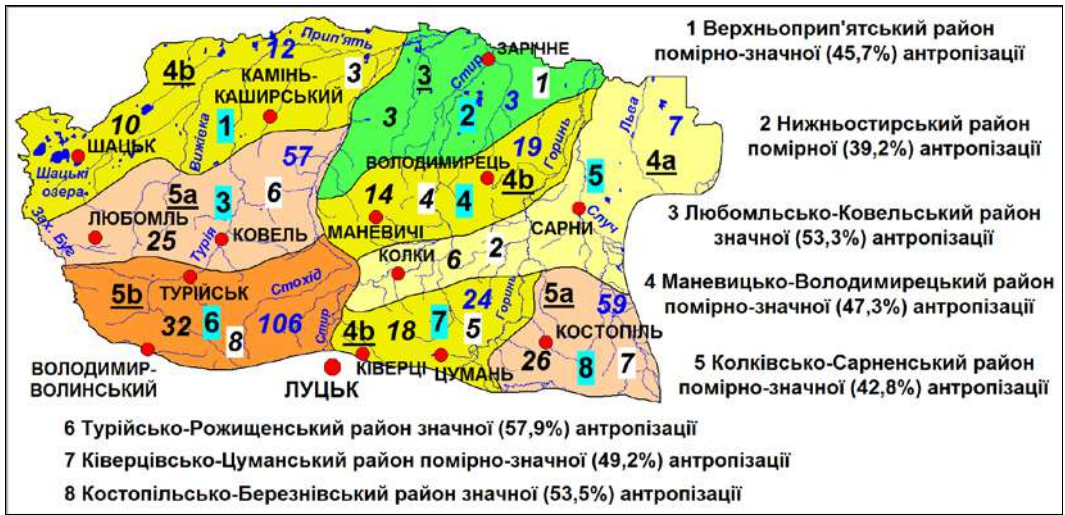 1 Верхньоприп'ятський район
помірно-значної (45,7%) антропізації
2 Нижньостирський район
помірної (39,2%) антропізації
3 Любомльсько-Ковельський район
значної (53,3%) антропізації
4 Маневицько-Володимирецький район
помірно-значної (47,3%) антропізації
5 Колківсько-Сарненський район
помірно-значної (42,8%) антропізації
12
Прип'ять
ЗАРІЧНЕ
4b
3
3
Стир
1
КАМІНЬ-
КАШИРСЬКИЙ
10
1
Вижівка
3
2
3
Льва
7
ШАЦЬК
Шацькі
озера
57
ВОЛОДИМИРЕЦЬ
19
Горинь
4a
5a
3
6
14
4
4
4b
5
Зах. Буг
ЛЮБОМЛЬ
25
Турія
КОВЕЛЬ
МАНЕВИЧІ
САРНИ
Случ
КОЛКИ
6
2
5b
ТУРІЙСЬК
Стохід
24
Горинь
5a
59
32
6
8
106
Стир
4b
18
7
5
КОСТОПІЛЬ
26
8
7
ВОЛОДИМИР-
ВОЛИНСЬКИЙ
ЛУЦЬК
КІВЕРЦІ
ЦУМАНЬ
6 Турійсько-Рожищенський район значної (57,9%) антропізації
7 Ківерцівсько-Цуманський район помірно-значної (49,2%) антропізації
8 Костопільсько-Березнівський район значної (53,5%) антропізації